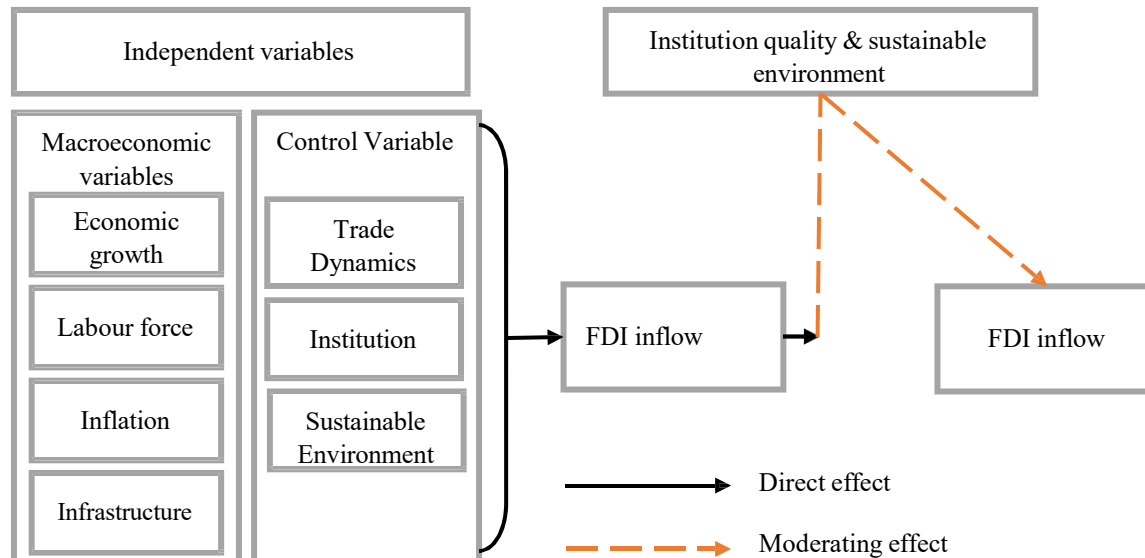 Independent variables
Institution quality & sustainable
environment
Macroeconomic
variables
Economic
growth
Labour force
Inflation
Infrastructure
Control Variable
Trade
Dynamics
Institution
Sustainable
Environment
FDI inflow
FDI inflow
Direct effect
Moderating effect